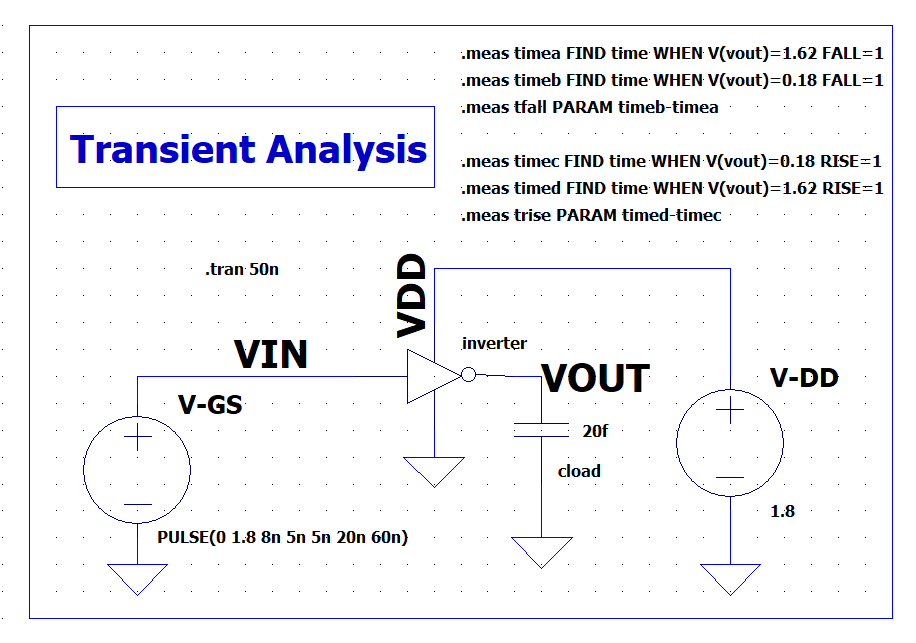 .meas timea FIND time WHEN V(vout)=1.62 FALL=1
.meas timeb FIND time WHEN V(vout)=0.18 FALL=1
.meas tfall PARAM timeb-timea
Transient Analysis
.meas timec FIND time WHEN V(vout)=0.18 RISE=1
.meas timed FIND time WHEN V(vout)=1.62 RISE=1
.meas trise PARAM timed-timec
.tran 50n
VDD
inverter
VIN
VOUT
V-DD
V-GS
20f
cload
1.8
PULSE(0 1.8 8n 5n 5n 20n 60n)